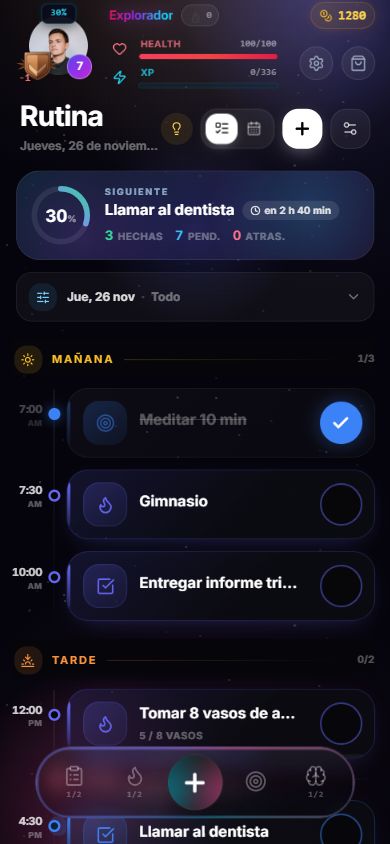 30%
Explorador 0
1280
HEALTH 100/100
-1
7
XP 0/336
Rutina
Jueves, 26 de noviem...
SIGUIENTE
30%
Llamar al dentista en 2 h 40 min
3 HECHAS 7 PEND. 0 ATRAS.
Jue, 26 nov · Todo
MAÑANA 1/3
7:00
AM
Meditar 10 min
7:30
AM
Gimnasio
10:00
AM
Entregar informe tri...
TARDE 0/2
12:00
PM
Tomar 8 vasos de a...
5 / 8 VASOS
1/2
1/2
1/2
4:30
PM
Llamar al dentista